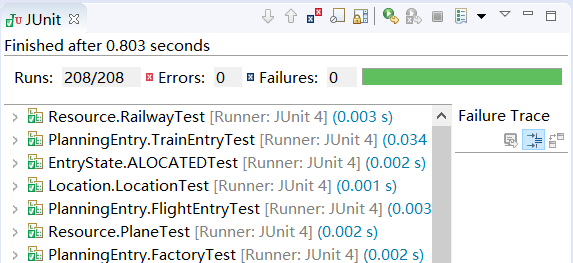 JUnit
Finished after 0.803 seconds
Runs: 208/208 Errors: 0 Failures: 0
Resource.RailwayTest [Runner: JUnit 4] (0.003 s)
Failure Trace
PlanningEntry.TrainEntryTest [Runner: JUnit 4] (0.034
EntryState.ALOCATEDTest [Runner: JUnit 4] (0.002 s)
Location.LocationTest [Runner: JUnit 4] (0.001 s)
PlanningEntry.FlightEntryTest [Runner: JUnit 4] (0.003
Resource.PlaneTest [Runner: JUnit 4] (0.002 s)
PlanningEntry.FactoryTest [Runner: JUnit 4] (0.002 s)